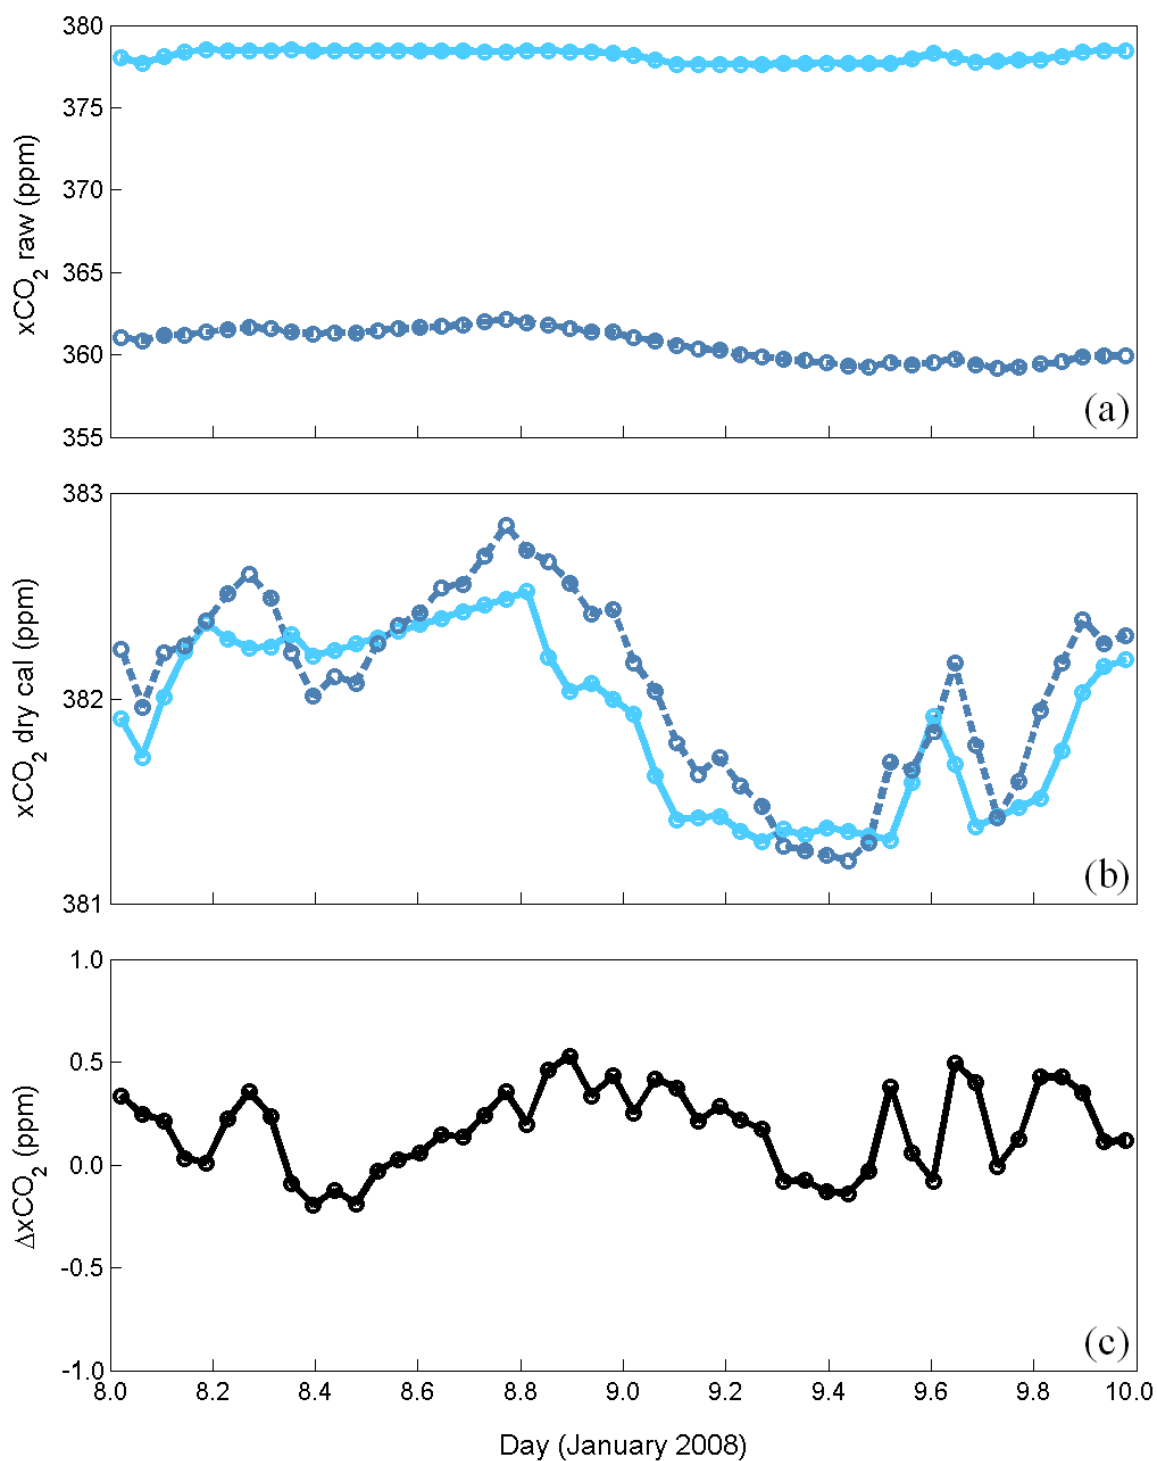 380
375
370
365
360
355
xCO2 raw (ppm)
(a)
383
382
381
xCO2 dry cal (ppm)
(b)
1.0
0.5
0.0
-0.5
-1.0
ΔxCO2 (ppm)
(c)
8.0 8.2 8.4 8.6 8.8 9.0 9.2 9.4 9.6 9.8 10.0
Day (January 2008)